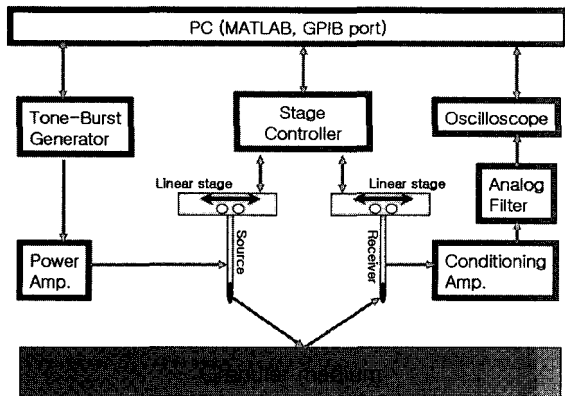 PC (MATLAB, GPIB port)
Tone-Burst
Generator
Stage
Controller
Oscilloscope
Linear stage
Linear stage
Analog
Filter
Source
Receiver
Power
Amp.
Conditioning
Amp.